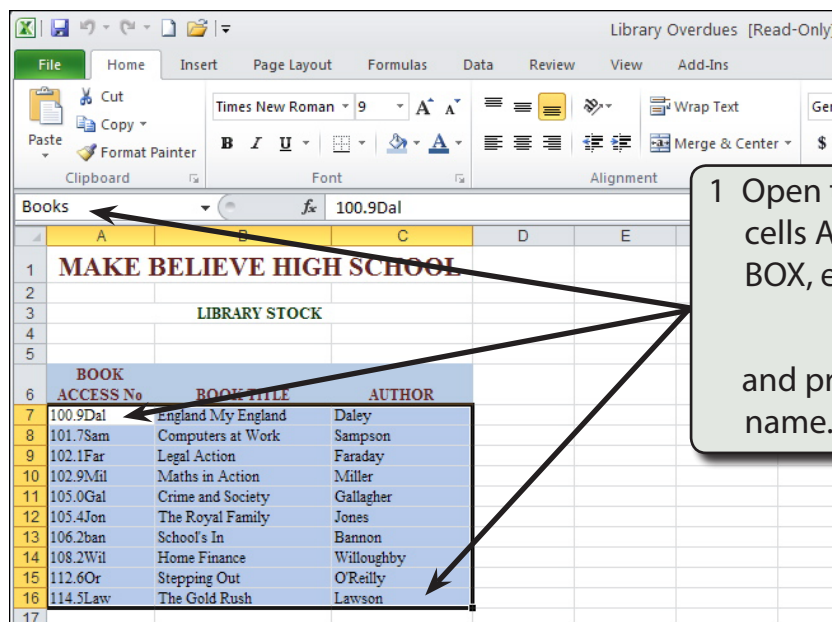 Library Overdues [Read-Only]
File Home Insert Page Layout Formulas Data Review View Add-Ins
Paste
Cut
Copy
Format Painter
Clipboard
Times New Roman 9 A A
B I U A
Font
Wrap Text
Merge & Center
Alignment
$
Books fx 100.9Dal
A B C D E
1 MAKE BELIEVE HIGH SCHOOL
2
3 LIBRARY STOCK
4
5
BOOK
6 ACCESS No BOOK TITLE AUTHOR
7 100.9Dal England My England Daley
8 101.7Sam Computers at Work Sampson
9 102.1Far Legal Action Faraday
10 102.9Mil Maths in Action Miller
11 105.0Gal Crime and Society Gallagher
12 105.4Jon The Royal Family Jones
13 106.2ban School's In Bannon
14 108.2Wil Home Finance Willoughby
15 112.6Or Stepping Out O'Reilly
16 114.5Law The Gold Rush Lawson
17
1 Open
cells A
BOX,
and
name.